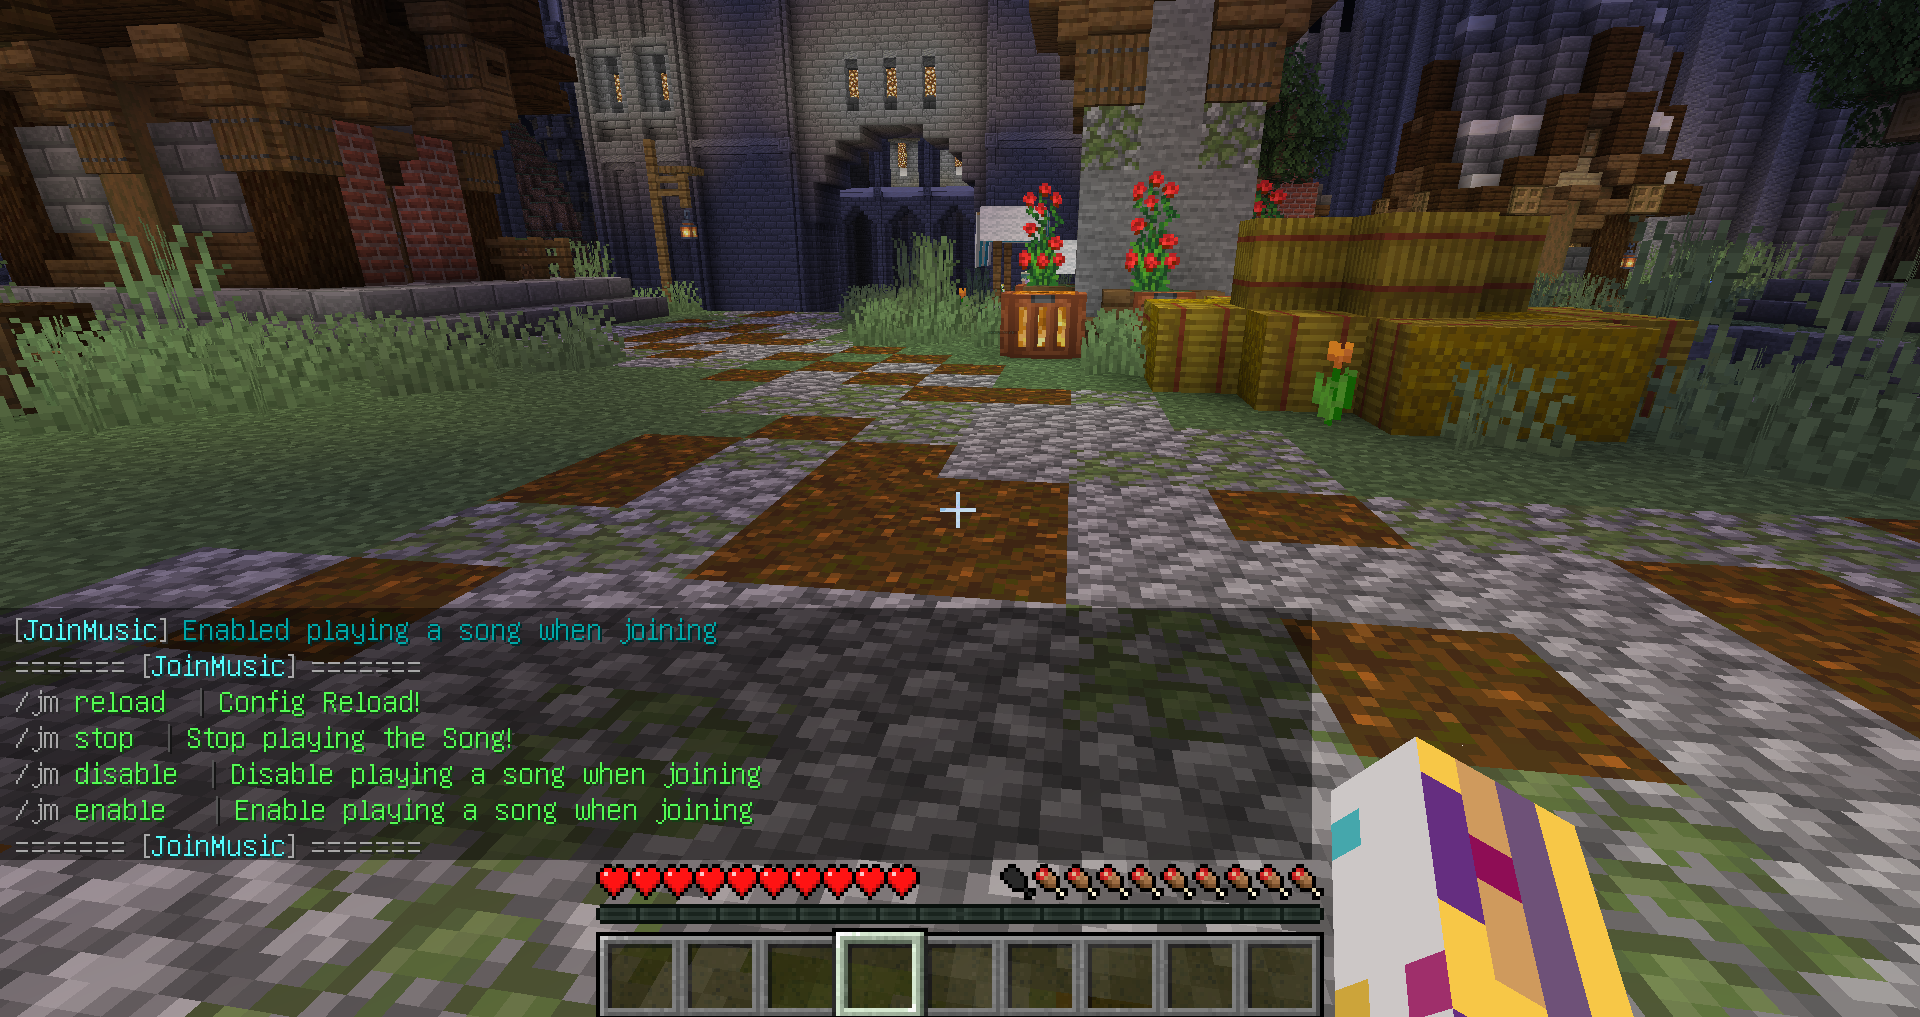 [JoinMusic] Enabled playing a song when joining
======= [JoinMusic] =======
/jm reload | Config Reload!
/jm stop | Stop playing the Song!
/jm disable | Disable playing a song when joining
/jm enable | Enable playing a song when joining
======= [JoinMusic] =======